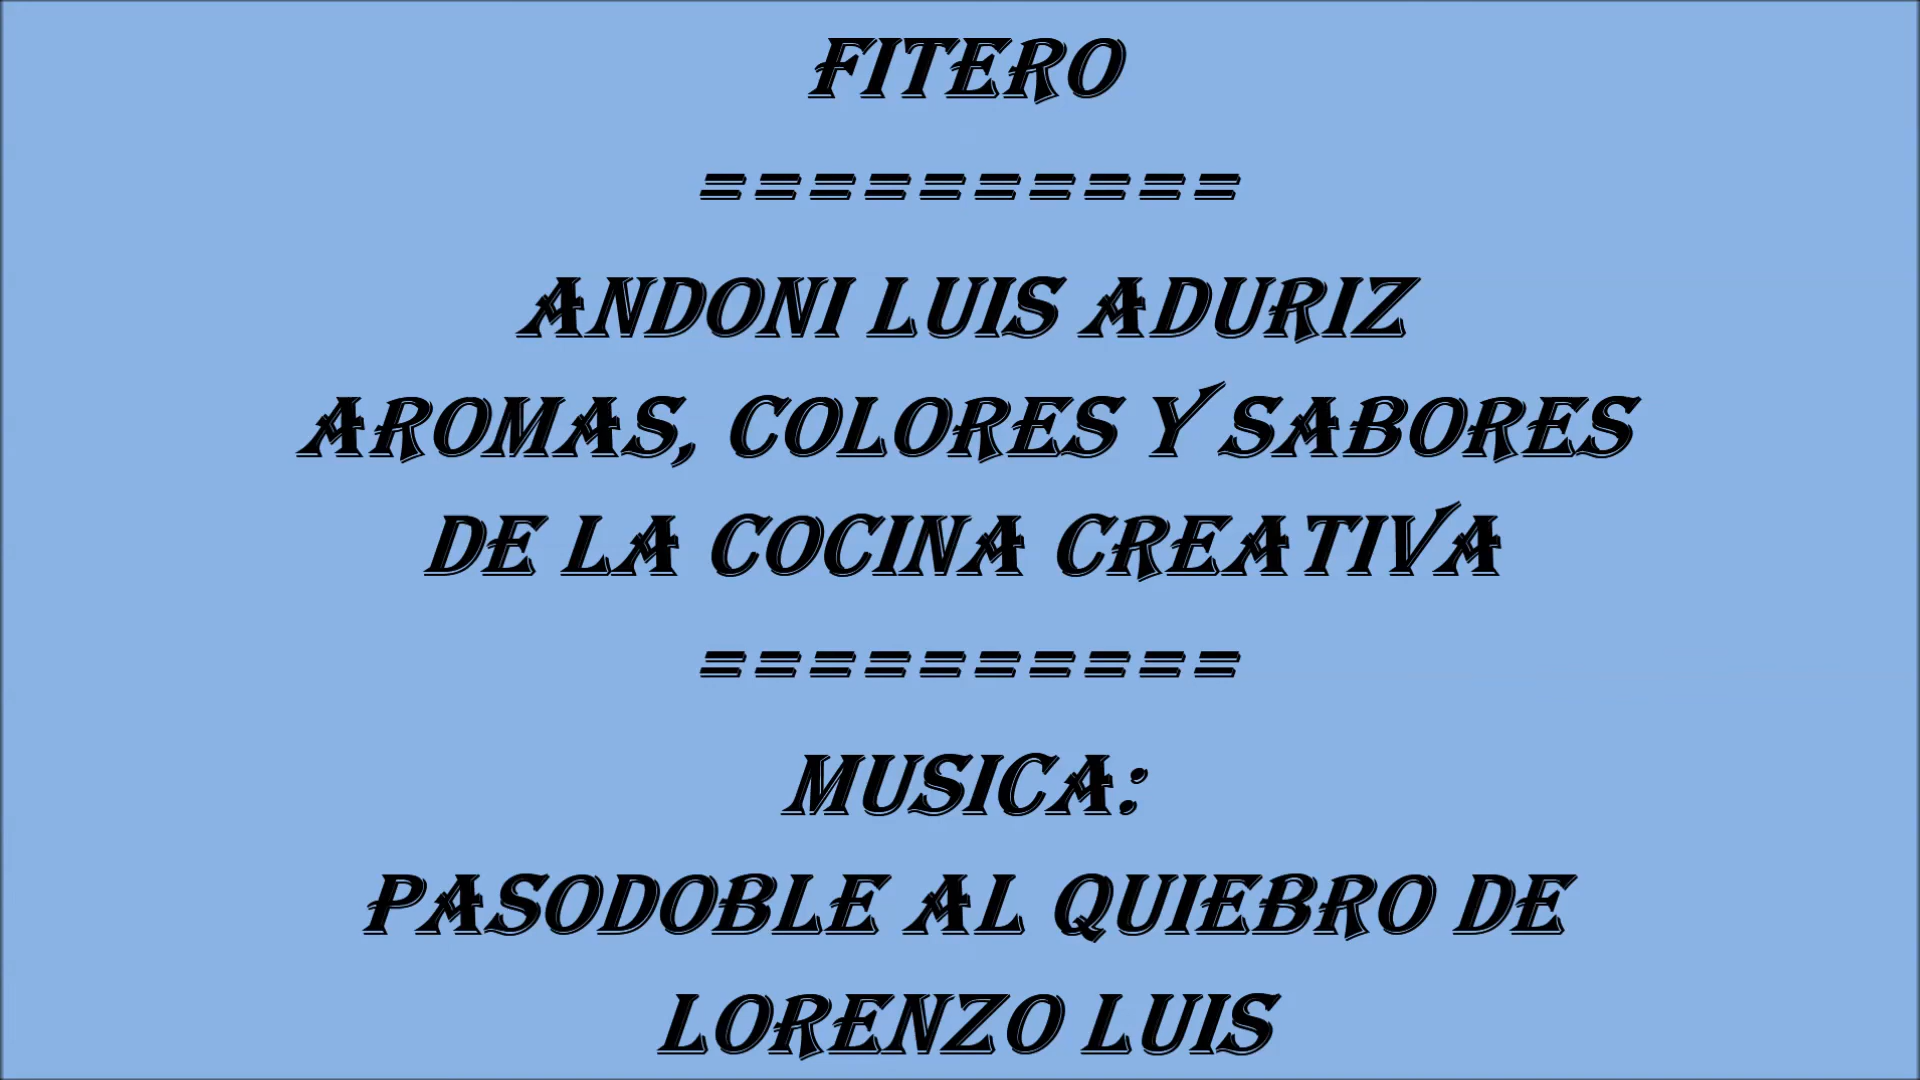 FITERO
==========
ANDONI LUIS ADURIZ
AROMAS, COLORES Y SABORES
DE LA COCINA CREATIVA
==========
MUSICA:
PASODOBLE AL QUIEBRO DE
LORENZO LUIS